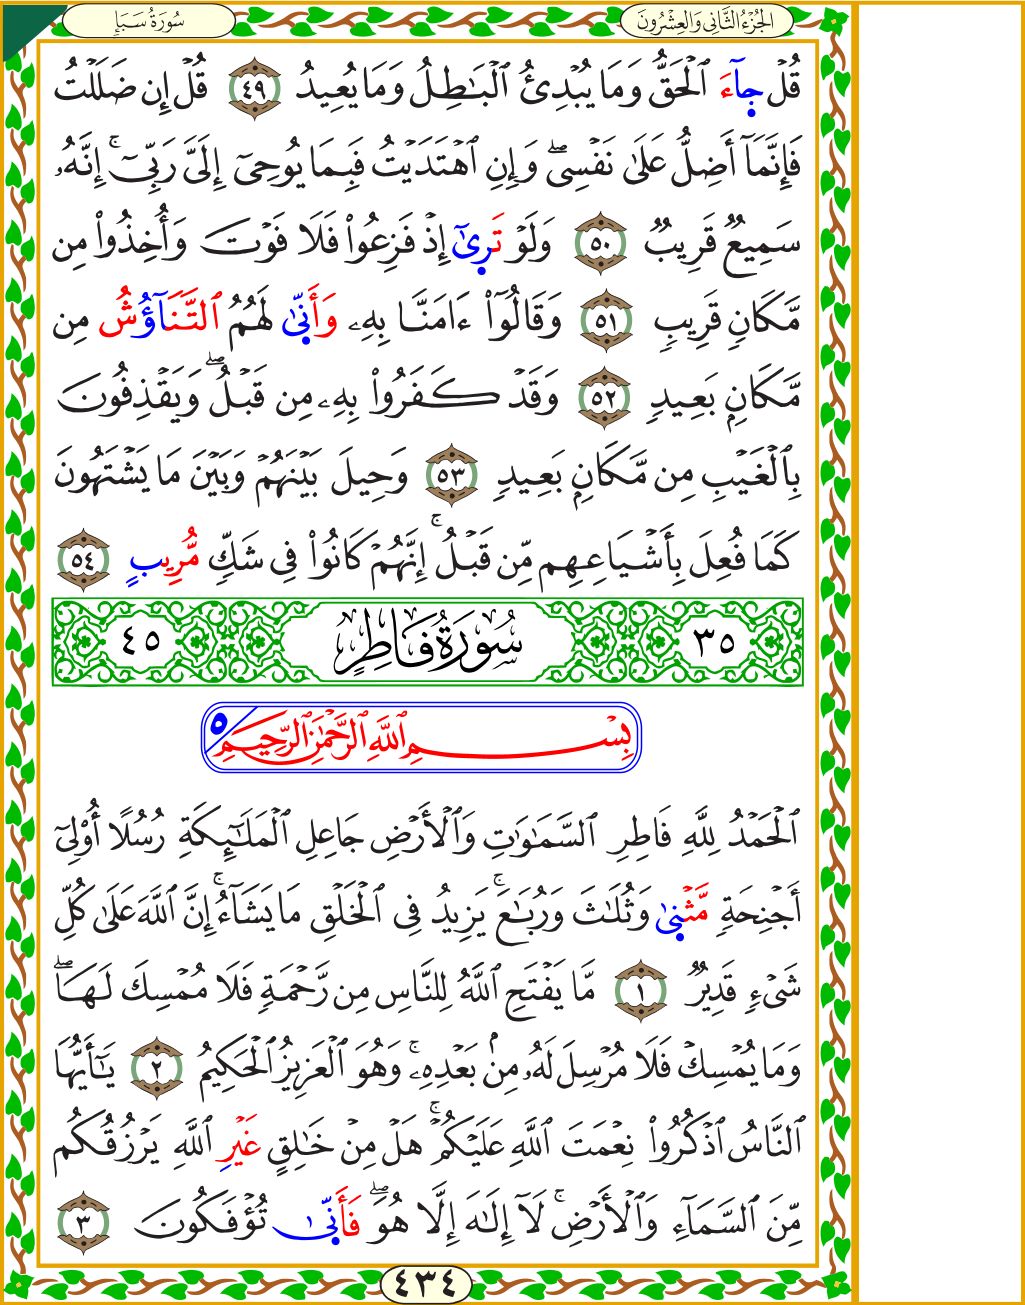 الجُزْءُ الثَّانِي وَالعِشْرُونَ
سُورَةُ سَبَإٍ
قُلْ جَآءَ ٱلْحَقُّ وَمَا يُبْدِئُ ٱلْبَٰطِلُ وَمَا يُعِيدُ ٤٩ قُلْ إِن ضَلَلْتُ
فَإِنَّمَآ أَضِلُّ عَلَىٰ نَفْسِىۖ وَإِنِ ٱهْتَدَيْتُ فَبِمَا يُوحِىٓ إِلَىَّ رَبِّىٓۚ إِنَّهُۥ
سَمِيعٌ قَرِيبٌ ٥٠ وَلَوْ تَرِىٰٓ إِذْ فَزِعُوا۟ فَلَا فَوْتَ وَأُخِذُوا۟ مِن
مَّكَانٍ قَرِيبٍ ٥١ وَقَالُوٓا۟ ءَامَنَّا بِهِۦ وَأَنِّىٰ لَهُمُ ٱلتَّنَآؤُشُ مِن
مَّكَانٍ بَعِيدٍ ٥٢ وَقَدْ كَفَرُوا۟ بِهِۦ مِن قَبْلُۖ وَيَقْذِفُونَ
بِٱلْغَيْبِ مِن مَّكَانٍ بَعِيدٍ ٥٣ وَحِيلَ بَيْنَهُمْ وَبَيْنَ مَا يَشْتَهُونَ
كَمَا فُعِلَ بِأَشْيَاعِهِم مِّن قَبْلُۚ إِنَّهُمْ كَانُوا۟ فِى شَكٍّ مُّرِيبٍ ٥٤
٣٥ سُورَةُ فَاطِرٍ ٤٥
بِسْمِ ٱللَّهِ ٱلرَّحْمَٰنِ ٱلرَّحِيمِ ٥
ٱلْحَمْدُ لِلَّهِ فَاطِرِ ٱلسَّمَٰوَٰتِ وَٱلْأَرْضِ جَاعِلِ ٱلْمَلَٰٓئِكَةِ رُسُلًا أُو۟لِىٓ
أَجْنِحَةٍ مَّثْنِىٰ وَثُلَٰثَ وَرُبَٰعَۚ يَزِيدُ فِى ٱلْخَلْقِ مَا يَشَآءُۚ إِنَّ ٱللَّهَ عَلَىٰ كُلِّ
شَىْءٍ قَدِيرٌ ١ مَّا يَفْتَحِ ٱللَّهُ لِلنَّاسِ مِن رَّحْمَةٍ فَلَا مُمْسِكَ لَهَاۖ
وَمَا يُمْسِكْ فَلَا مُرْسِلَ لَهُۥ مِنۢ بَعْدِهِۦۚ وَهُوَ ٱلْعَزِيزُ ٱلْحَكِيمُ ٢ يَٰٓأَيُّهَا
ٱلنَّاسُ ٱذْكُرُوا۟ نِعْمَتَ ٱللَّهِ عَلَيْكُمْۚ هَلْ مِنْ خَٰلِقٍ غَيْرِ ٱللَّهِ يَرْزُقُكُم
مِّنَ ٱلسَّمَآءِ وَٱلْأَرْضِۚ لَآ إِلَٰهَ إِلَّا هُوَۖ فَأَنِّىٰ تُؤْفَكُونَ ٣
٤٣٤